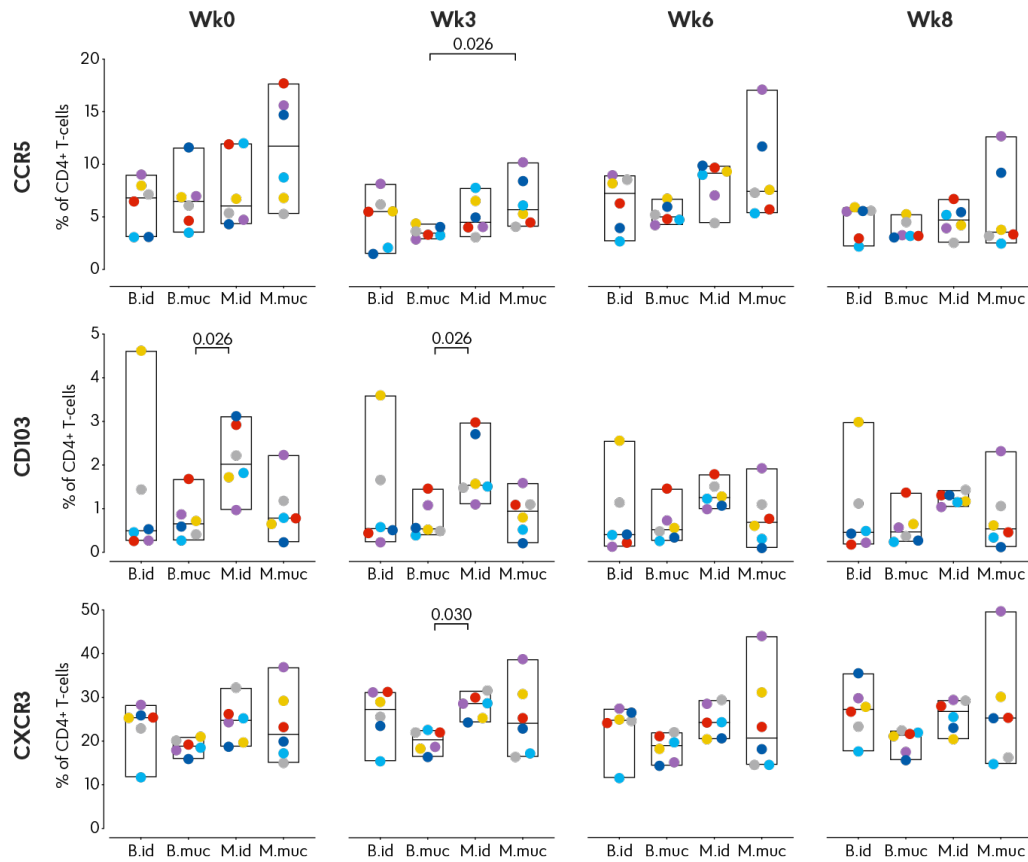 Wk0 Wk3 Wk6 Wk8
CCR5
% of CD4+ T-cells
20
15
10
5
0
0.026
B.id B.muc M.id M.muc B.id B.muc M.id M.muc B.id B.muc M.id M.muc B.id B.muc M.id M.muc
CD103
% of CD4+ T-cells
5
4
3
2
1
0
0.026 0.026
B.id B.muc M.id M.muc B.id B.muc M.id M.muc B.id B.muc M.id M.muc B.id B.muc M.id M.muc
CXCR3
% of CD4+ T-cells
50
40
30
20
10
0
0.030
B.id B.muc M.id M.muc B.id B.muc M.id M.muc B.id B.muc M.id M.muc B.id B.muc M.id M.muc